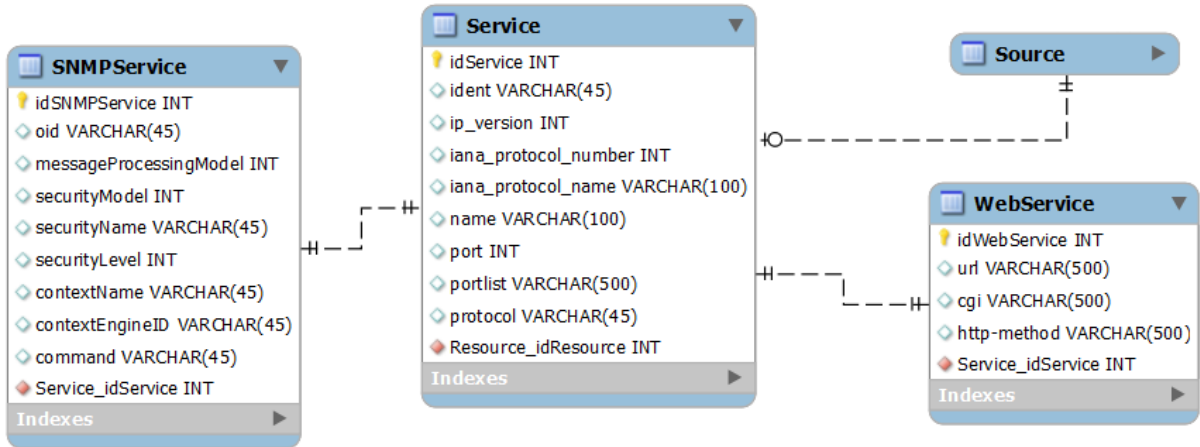 SNMPService
idSNMPService INT
oid VARCHAR(45)
messageProcessingModel INT
securityModel INT
securityName VARCHAR(45)
securityLevel INT
contextName VARCHAR(45)
contextEngineID VARCHAR(45)
command VARCHAR(45)
Service_idService INT
Indexes
Service
idService INT
ident VARCHAR(45)
ip_version INT
iana_protocol_number INT
iana_protocol_name VARCHAR(100)
name VARCHAR(100)
port INT
portlist VARCHAR(500)
protocol VARCHAR(45)
Resource_idResource INT
Indexes
Source
WebService
idWebService INT
url VARCHAR(500)
cgi VARCHAR(500)
http-method VARCHAR(500)
Service_idService INT
Indexes